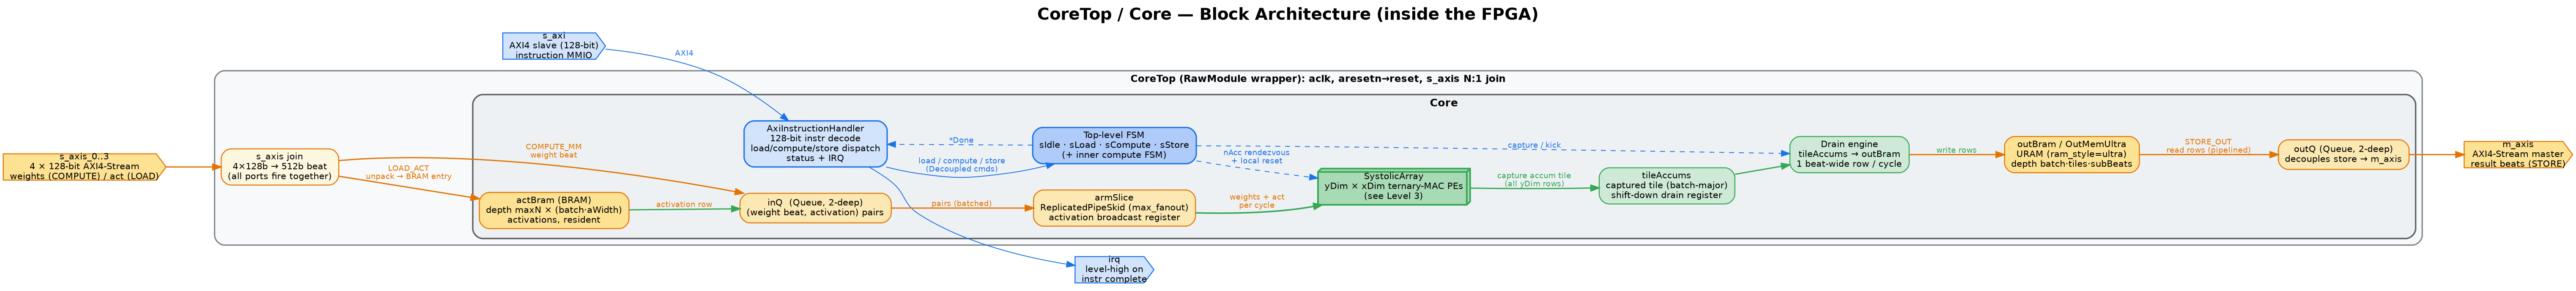 CoreTop / Core — Block Architecture (inside the FPGA)
s_axi
AXI4 slave (128-bit)
instruction MMIO
AXI4
CoreTop (RawModule wrapper): aclk, aresetn→reset, s_axis N:1 join
Core
s_axis_0..3
4 × 128-bit AXI4-Stream
weights (COMPUTE) / act (LOAD)
s_axis join
4×128b → 512b beat
(all ports fire together)
COMPUTE_MM
weight beat
LOAD_ACT
unpack → BRAM entry
actBram (BRAM)
depth maxN × (batch·aWidth)
activations, resident
activation row
AxiInstructionHandler
128-bit instr decode
load/compute/store dispatch
status + IRQ
*Done
load / compute / store
(Decoupled cmds)
inQ (Queue, 2-deep)
(weight beat, activation) pairs
pairs (batched)
Top-level FSM
sIdle · sLoad · sCompute · sStore
(+ inner compute FSM)
armSlice
ReplicatedPipeSkid (max_fanout)
activation broadcast register
nAcc rendezvous
+ local reset
weights + act
per cycle
capture / kick
SystolicArray
yDim × xDim ternary-MAC PEs
(see Level 3)
capture accum tile
(all yDim rows)
tileAccums
captured tile (batch-major)
shift-down drain register
Drain engine
tileAccums → outBram
1 beat-wide row / cycle
write rows
outBram / OutMemUltra
URAM (ram_style=ultra)
depth batch·tiles·subBeats
STORE_OUT
read rows (pipelined)
outQ (Queue, 2-deep)
decouples store → m_axis
m_axis
AXI4-Stream master
result beats (STORE)
irq
level-high on
instr complete